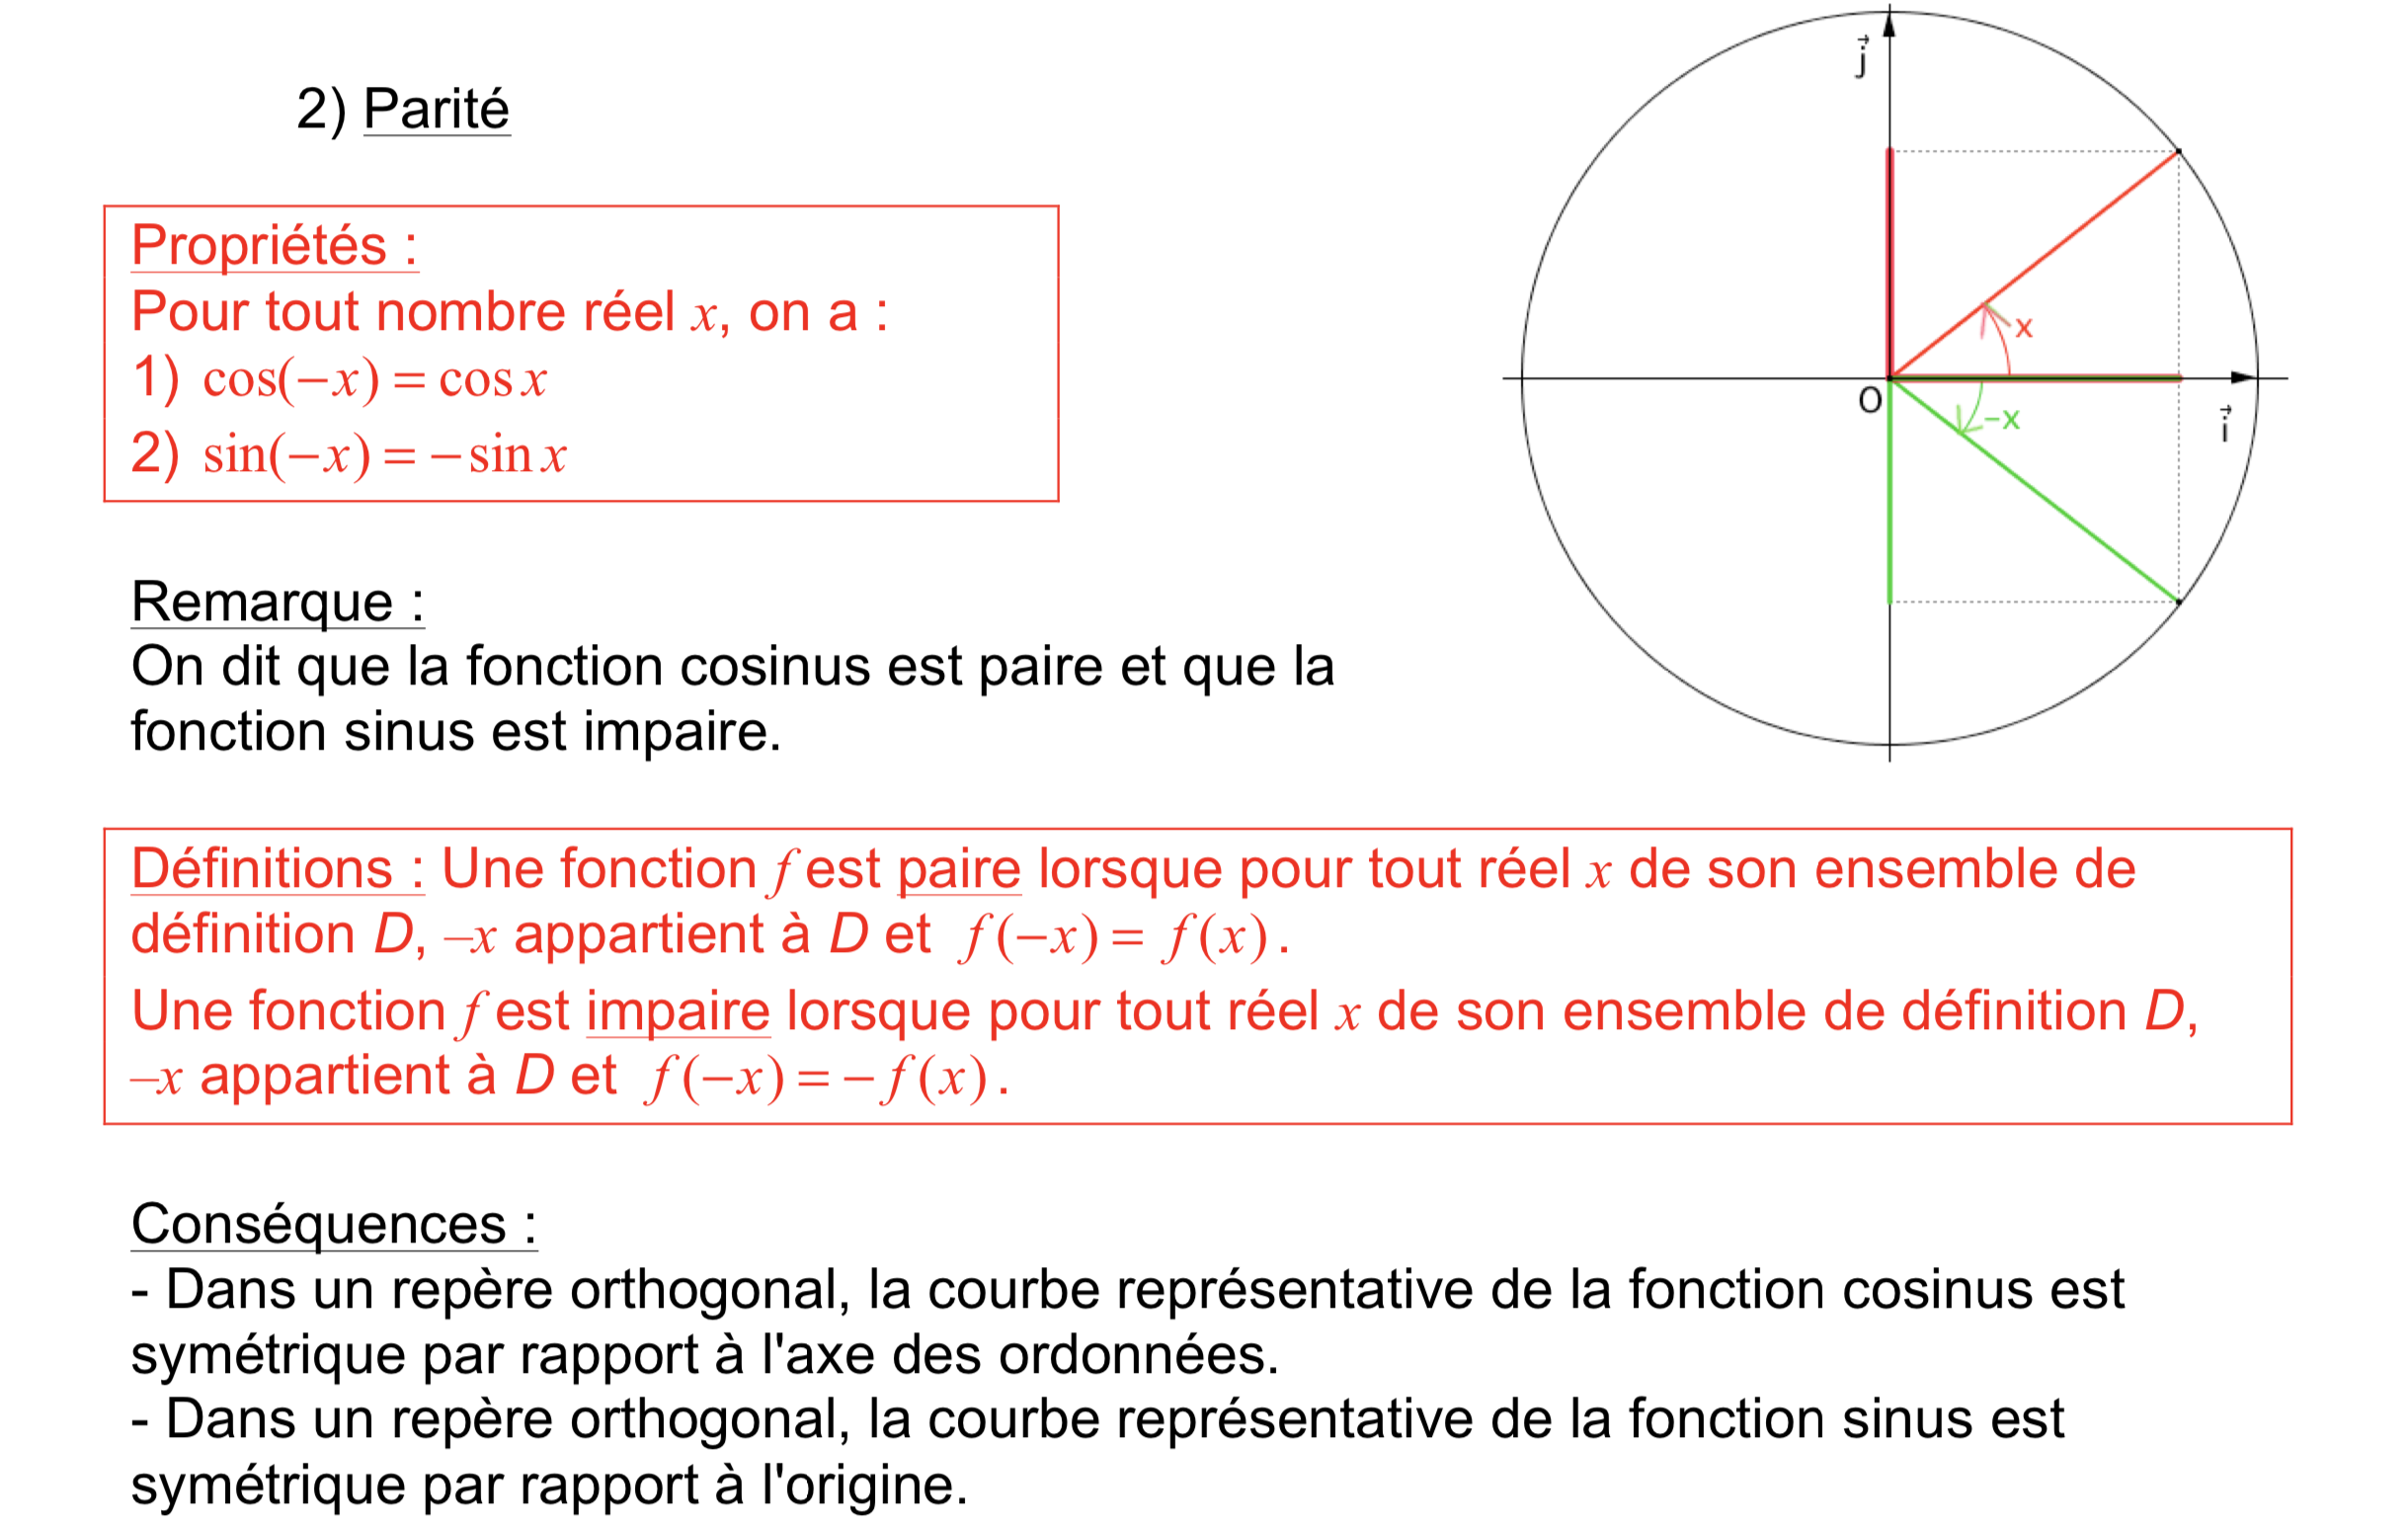 2) Parité
Propriétés :
Pour tout nombre réel x, on a :
1) cos(−x) = cos x
2) sin(−x) = − sin x
Remarque :
On dit que la fonction cosinus est paire et que la
fonction sinus est impaire.
j
x
O
−x
i
Définitions : Une fonction f est paire lorsque pour tout réel x de son ensemble de
définition D, −x appartient à D et f(−x) = f(x).
Une fonction f est impaire lorsque pour tout réel x de son ensemble de définition D,
−x appartient à D et f(−x) = − f(x).
Conséquences :
- Dans un repère orthogonal, la courbe représentative de la fonction cosinus est
symétrique par rapport à l'axe des ordonnées.
- Dans un repère orthogonal, la courbe représentative de la fonction sinus est
symétrique par rapport à l'origine.